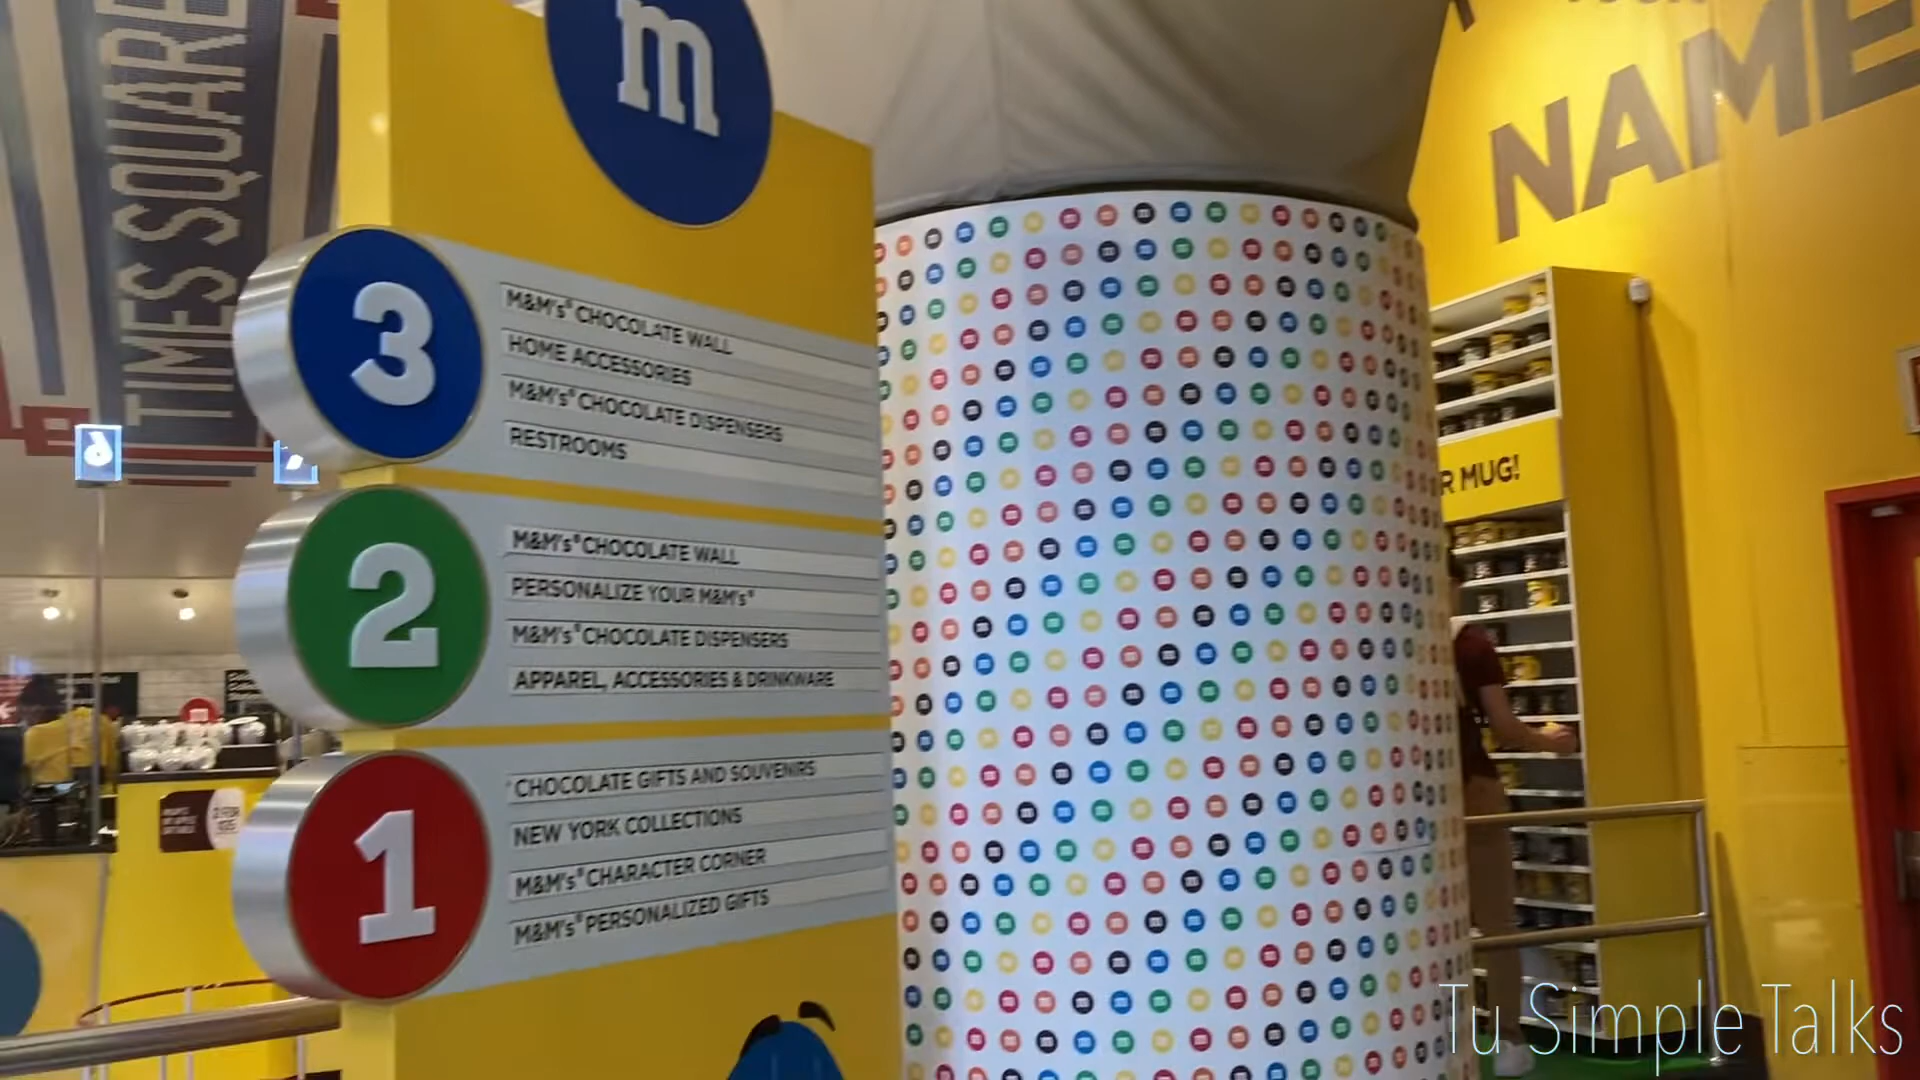 TIMES SQUARE
m
3
M&M's® CHOCOLATE WALL
HOME ACCESSORIES
M&M's® CHOCOLATE DISPENSERS
RESTROOMS
2
M&M's® CHOCOLATE WALL
PERSONALIZE YOUR M&M's®
M&M's® CHOCOLATE DISPENSERS
APPAREL, ACCESSORIES & DRINKWARE
1
CHOCOLATE GIFTS AND SOUVENIRS
NEW YORK COLLECTIONS
M&M's® CHARACTER CORNER
M&M's® PERSONALIZED GIFTS
NAME
R MUG!
Tu Simple Talks